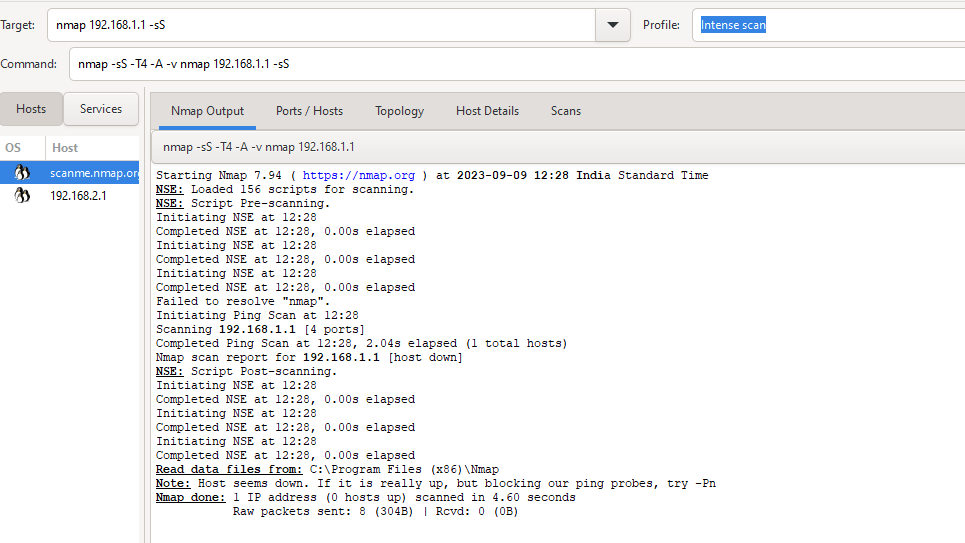 Target: nmap 192.168.1.1 -sS Profile: Intense scan
Command: nmap -sS -T4 -A -v nmap 192.168.1.1 -sS
Hosts Services Nmap Output Ports / Hosts Topology Host Details Scans
OS Host
scanme.nmap.or
192.168.2.1
nmap -sS -T4 -A -v nmap 192.168.1.1
Starting Nmap 7.94 ( https://nmap.org ) at 2023-09-09 12:28 India Standard Time
NSE: Loaded 156 scripts for scanning.
NSE: Script Pre-scanning.
Initiating NSE at 12:28
Completed NSE at 12:28, 0.00s elapsed
Initiating NSE at 12:28
Completed NSE at 12:28, 0.00s elapsed
Initiating NSE at 12:28
Completed NSE at 12:28, 0.00s elapsed
Failed to resolve "nmap".
Initiating Ping Scan at 12:28
Scanning 192.168.1.1 [4 ports]
Completed Ping Scan at 12:28, 2.04s elapsed (1 total hosts)
Nmap scan report for 192.168.1.1 [host down]
NSE: Script Post-scanning.
Initiating NSE at 12:28
Completed NSE at 12:28, 0.00s elapsed
Initiating NSE at 12:28
Completed NSE at 12:28, 0.00s elapsed
Initiating NSE at 12:28
Completed NSE at 12:28, 0.00s elapsed
Read data files from: C:\Program Files (x86)\Nmap
Note: Host seems down. If it is really up, but blocking our ping probes, try -Pn
Nmap done: 1 IP address (0 hosts up) scanned in 4.60 seconds
Raw packets sent: 8 (304B) | Rcvd: 0 (0B)